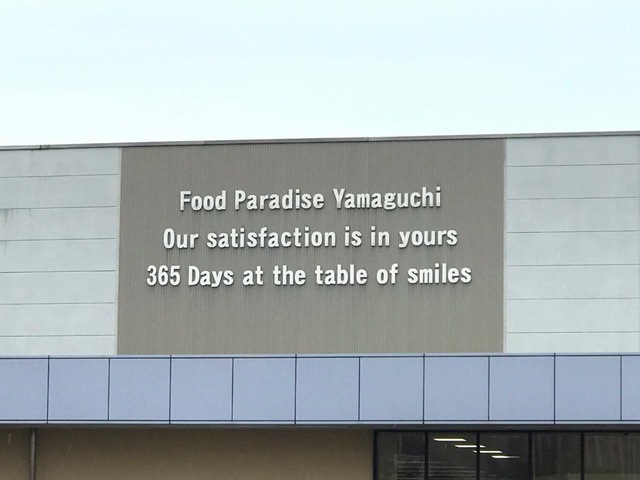 Food Paradise Yamaguchi
Our satisfaction is in yours
365 Days at the table of smiles